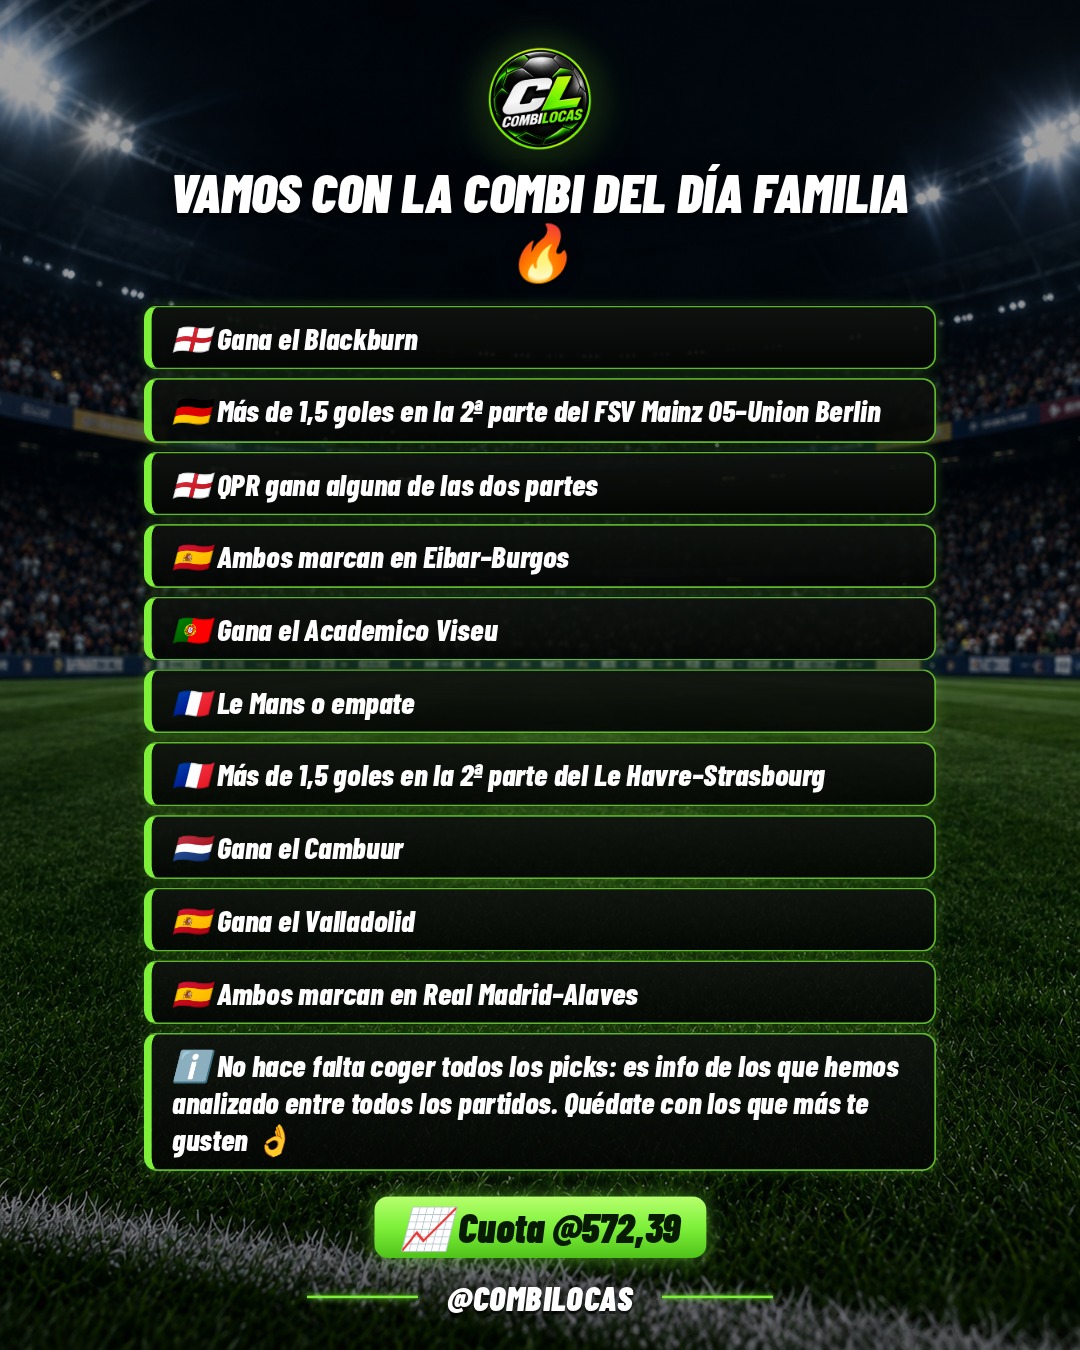 CL
COMBILOCAS
VAMOS CON LA COMBI DEL DÍA FAMILIA
🔥
🏴󠁧󠁢󠁥󠁮󠁧󠁿 Gana el Blackburn
🇩🇪 Más de 1,5 goles en la 2ª parte del FSV Mainz 05-Union Berlin
🏴󠁧󠁢󠁥󠁮󠁧󠁿 QPR gana alguna de las dos partes
🇪🇸 Ambos marcan en Eibar-Burgos
🇵🇹 Gana el Academico Viseu
🇫🇷 Le Mans o empate
🇫🇷 Más de 1,5 goles en la 2ª parte del Le Havre-Strasbourg
🇳🇱 Gana el Cambuur
🇪🇸 Gana el Valladolid
🇪🇸 Ambos marcan en Real Madrid-Alaves
ℹ️ No hace falta coger todos los picks: es info de los que hemos
analizado entre todos los partidos. Quédate con los que más te
gusten 👌
📈 Cuota @572,39
@COMBILOCAS